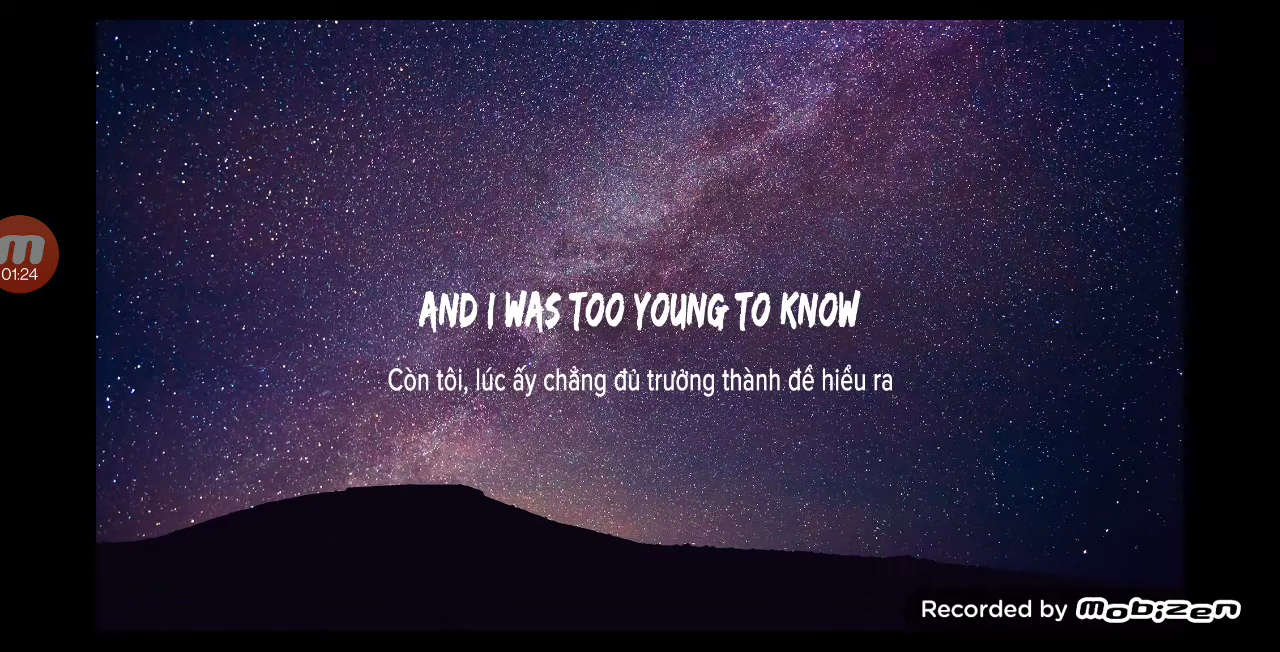 m
01:24
AND I WAS TOO YOUNG TO KNOW
Còn tôi, lúc ấy chẳng đủ trưởng thành để hiểu ra
Recorded by mobizen